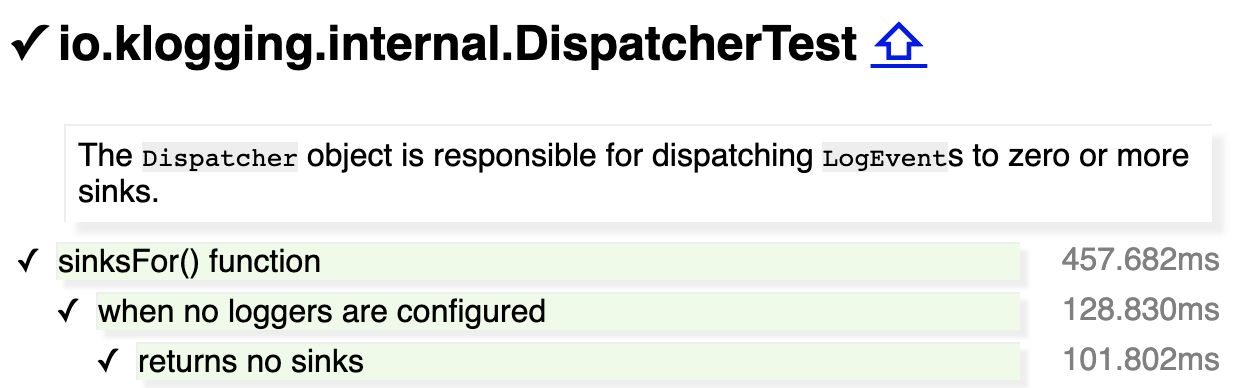 ✓ io.klogging.internal.DispatcherTest ⇧
The Dispatcher object is responsible for dispatching LogEvents to zero or more
sinks.
✓ sinksFor() function 457.682ms
✓ when no loggers are configured 128.830ms
✓ returns no sinks 101.802ms